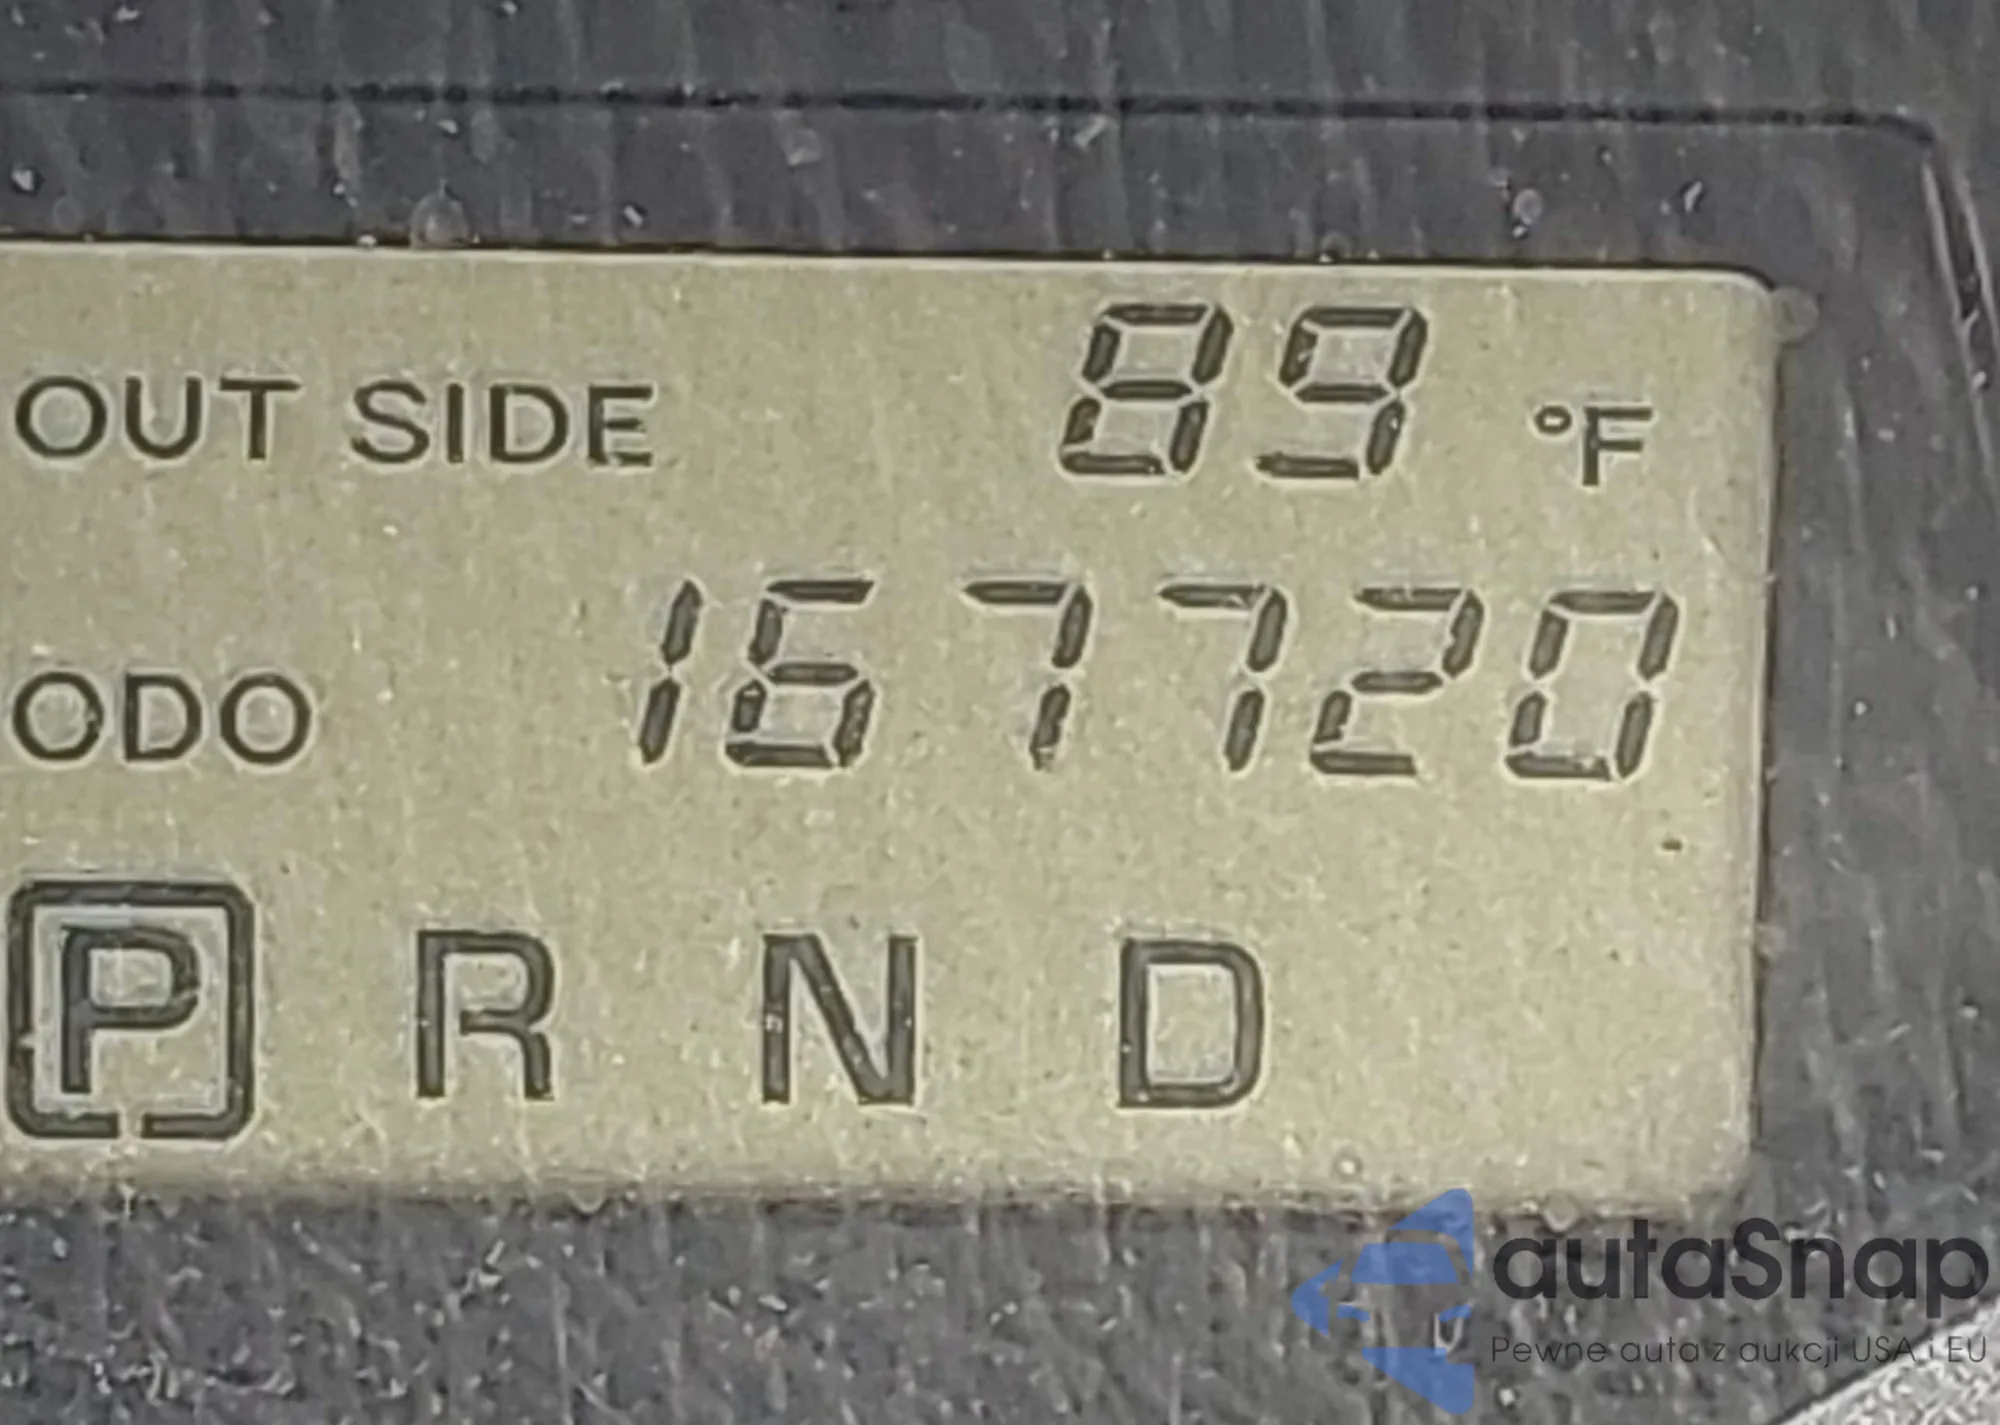 OUT SIDE 89 °F
ODO 167720
P R N D
autaSnap
Pewne auta z aukcji USA i EU